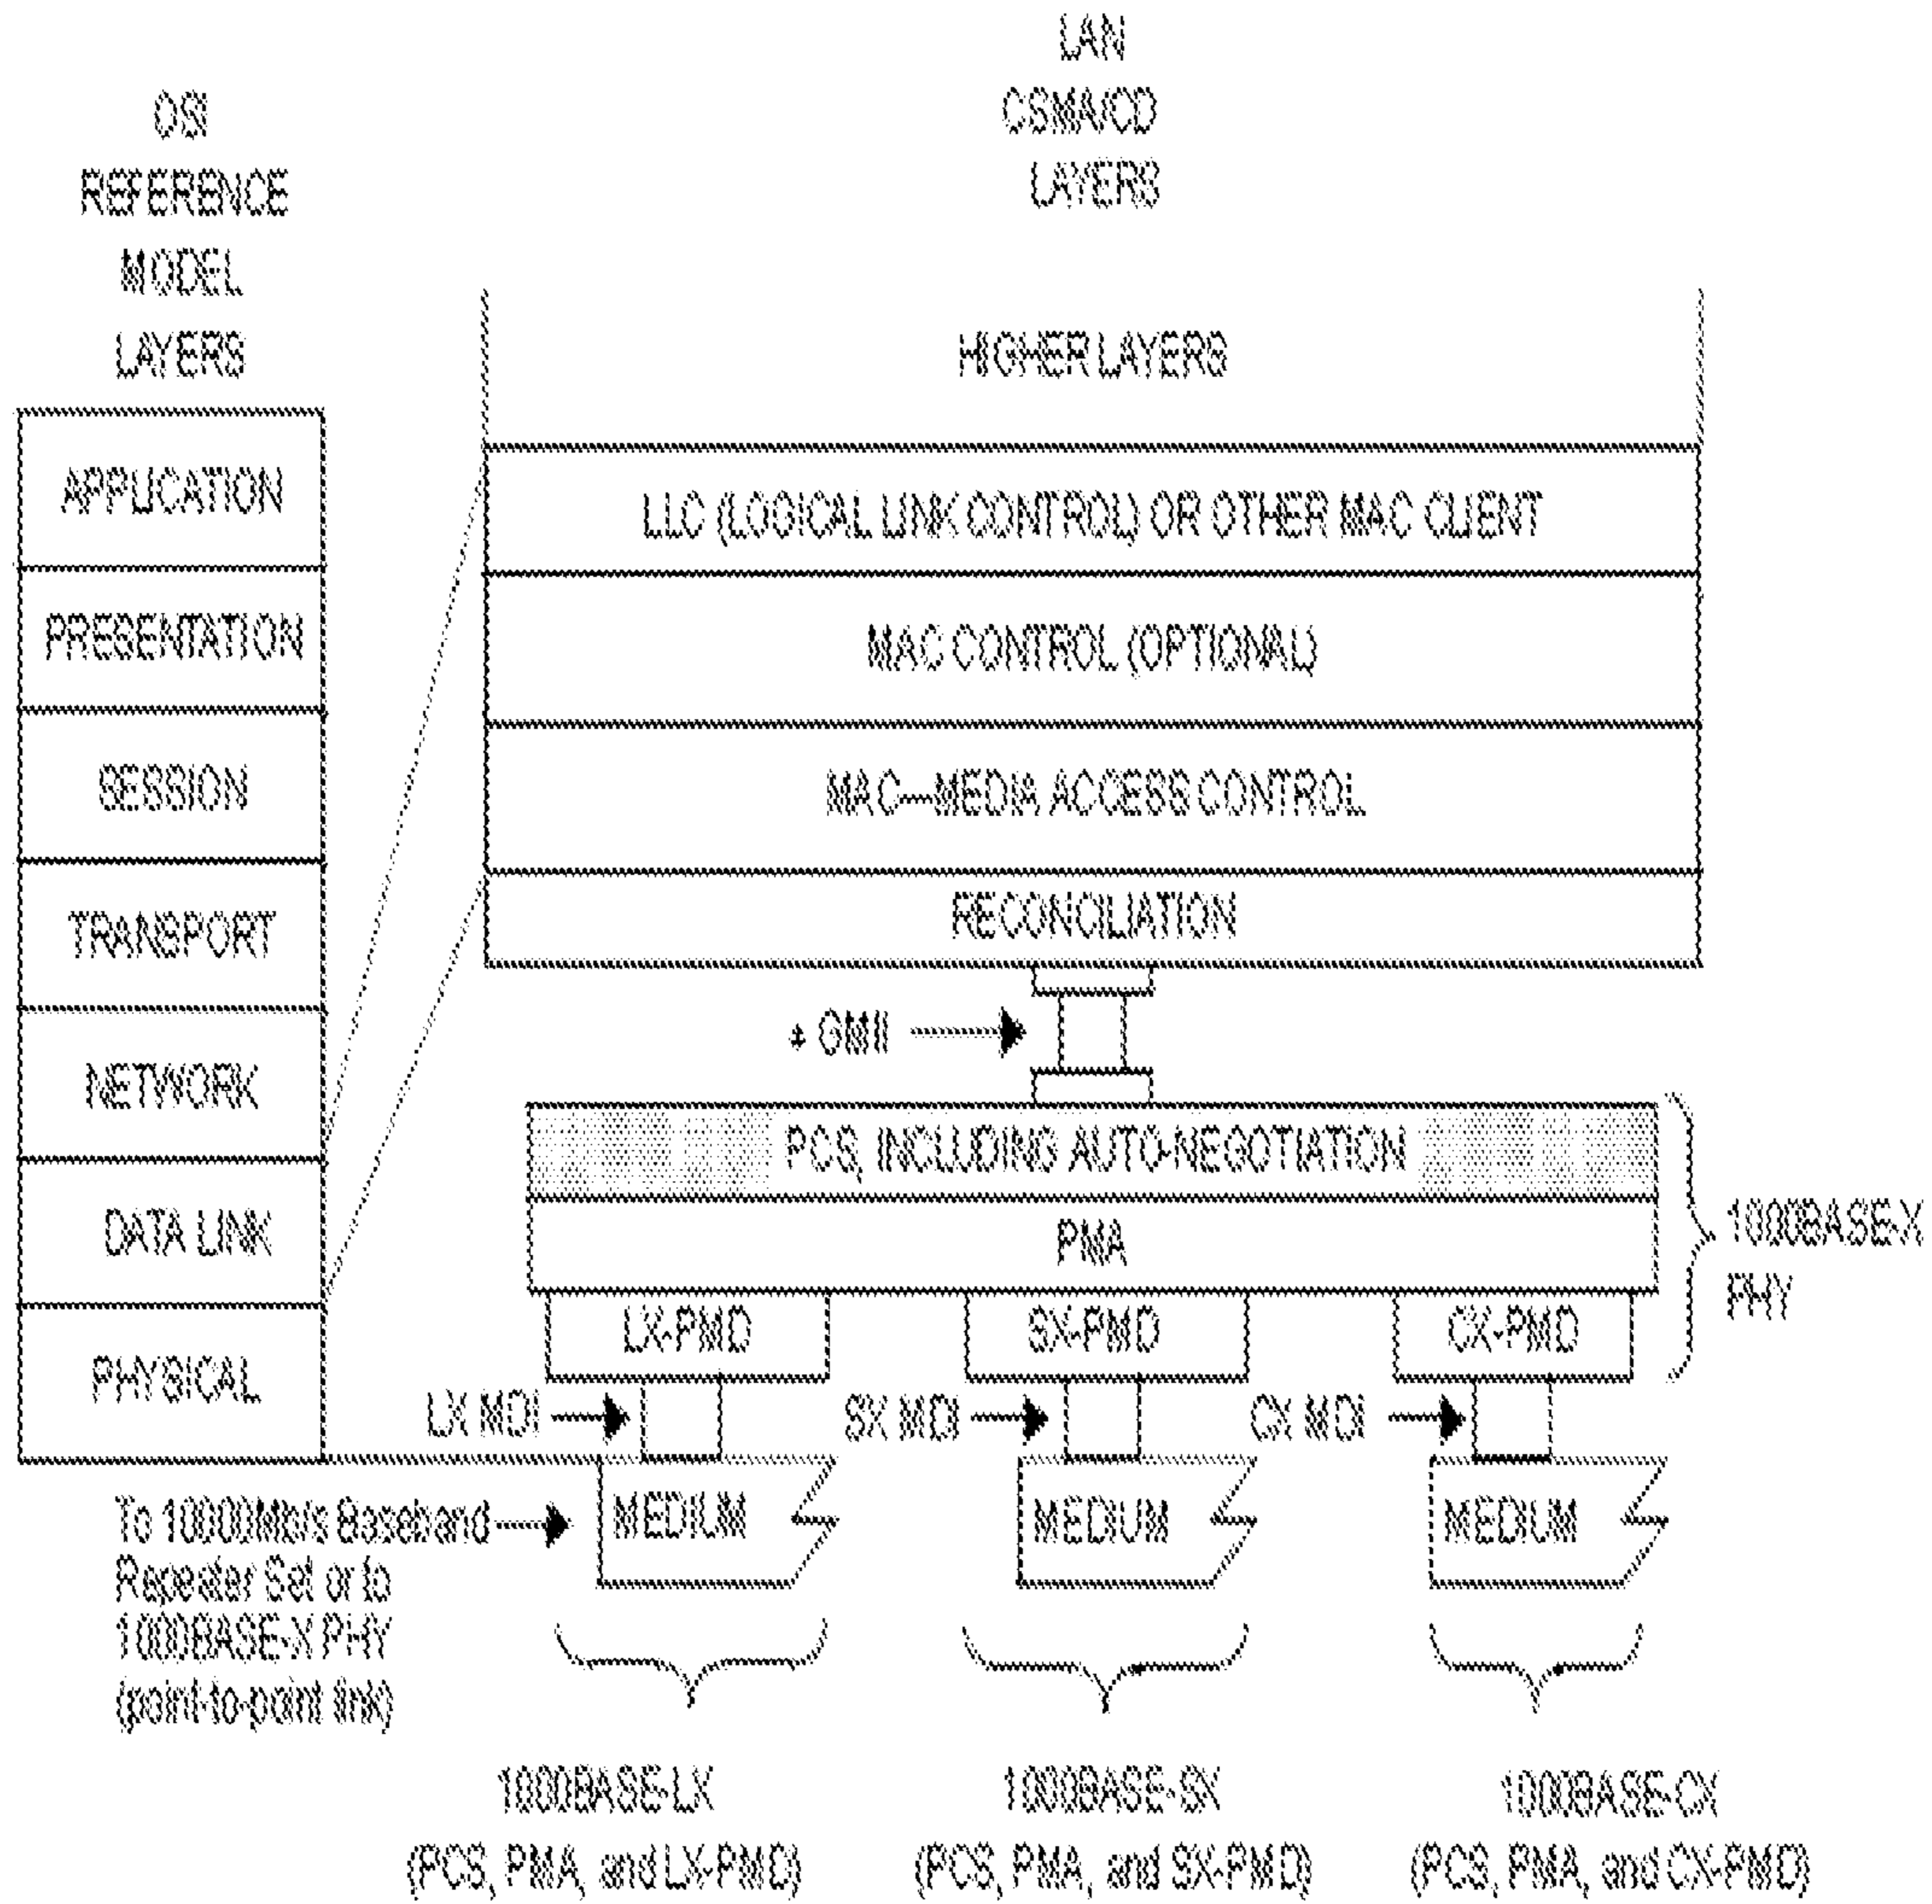 OSI
REFERENCE
MODEL
LAYERS
LAN
CSMA/CD
LAYERS
HIGHER LAYERS
APPLICATION
PRESENTATION
SESSION
TRANSPORT
NETWORK
DATA LINK
PHYSICAL
LLC (LOGICAL LINK CONTROL) OR OTHER MAC CLIENT
MAC CONTROL (OPTIONAL)
MAC—MEDIA ACCESS CONTROL
RECONCILIATION
GMII
PCS, INCLUDING AUTO-NEGOTIATION
PMA
1000BASE-X
PHY
LX-PMD
SX-PMD
CX-PMD
LX MDI
SX MDI
CX MDI
MEDIUM
MEDIUM
MEDIUM
To 10000Mb/s Baseband
Repeater Set or to
1000BASE-X PHY
(point-to-point link)
1000BASE-LX
(PCS, PMA, and LX-PMD)
1000BASE-SX
(PCS, PMA, and SX-PMD)
1000BASE-CX
(PCS, PMA, and CX-PMD)